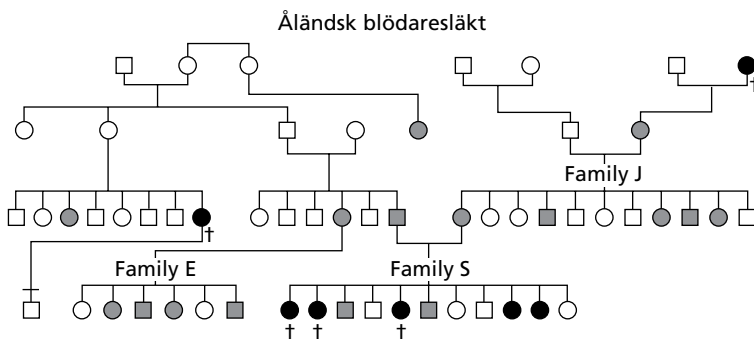 Åländsk blödaresläkt
†
Family J
†
Family E
Family S
† † †